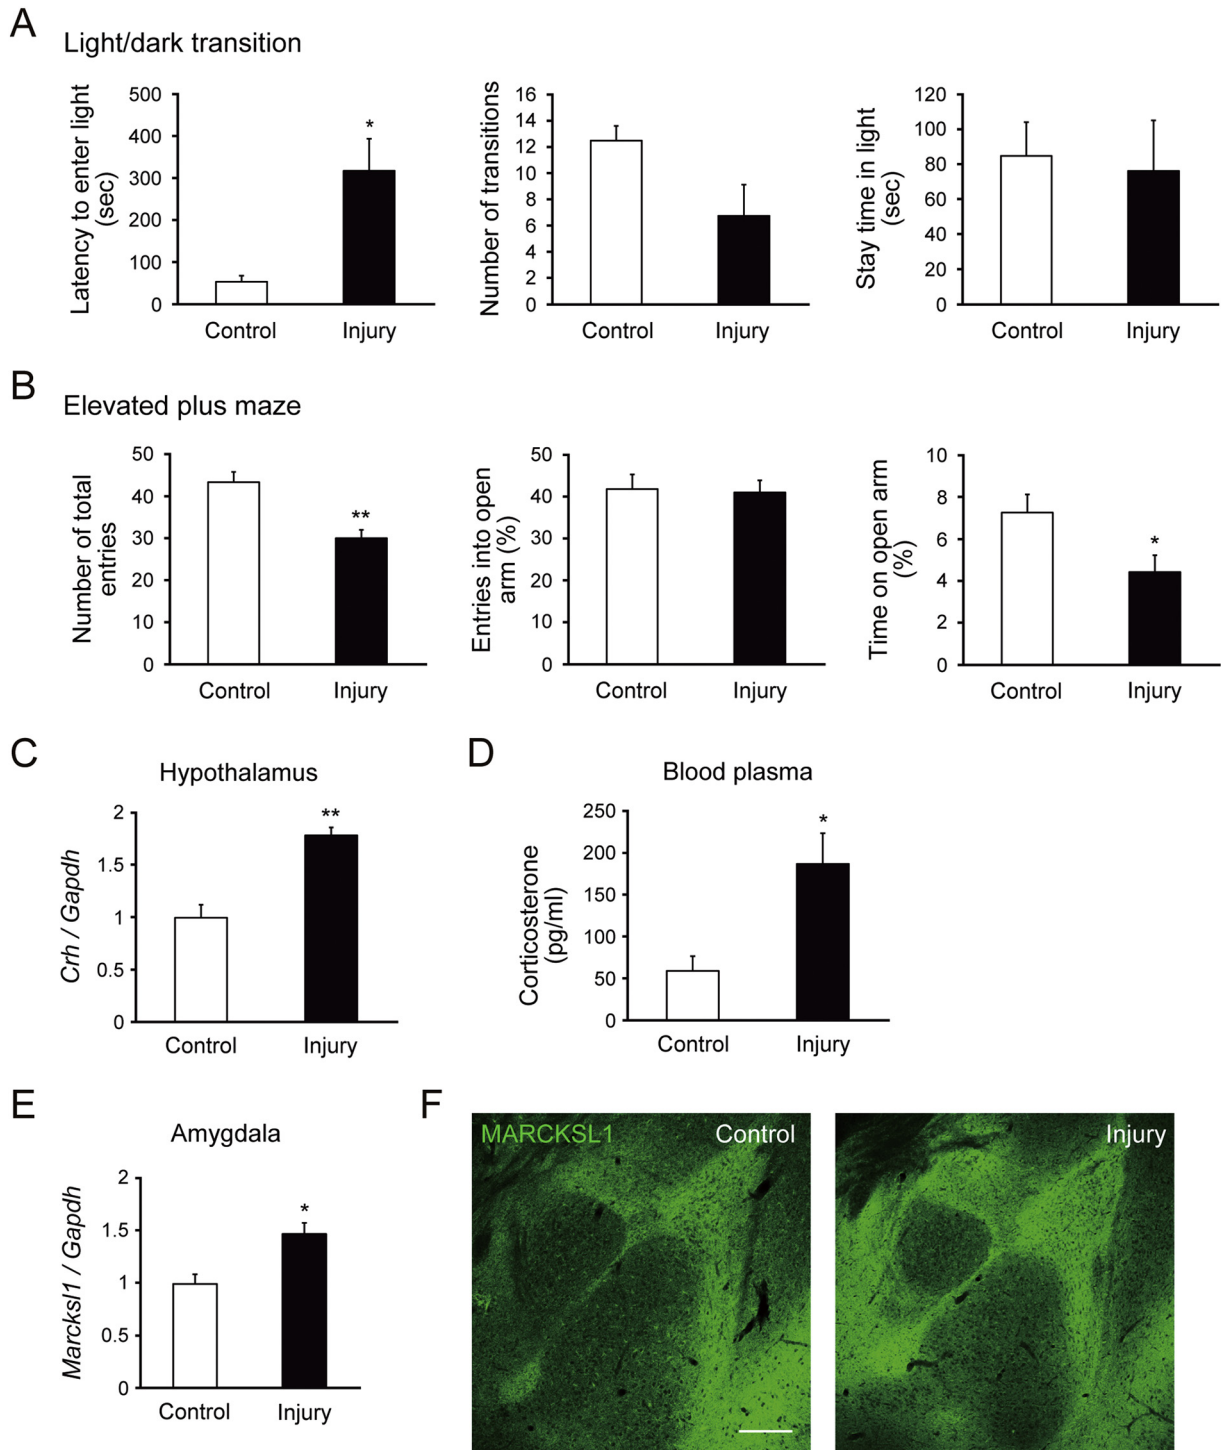 A
Light/dark transition
Latency to enter light
(sec)
500
400
300
200
100
0
*
Control
Injury
Number of transitions
16
14
12
10
8
6
4
2
0
Control
Injury
Stay time in light
(sec)
120
100
80
60
40
20
0
Control
Injury
B
Elevated plus maze
Number of total
entries
50
40
30
20
10
0
**
Control
Injury
Entries into open
arm (%)
50
40
30
20
10
0
Control
Injury
Time on open arm
(%)
10
8
6
4
2
0
*
Control
Injury
C
Hypothalamus
Crh / Gapdh
2
1.5
1
0.5
0
**
Control
Injury
D
Blood plasma
Corticosterone
(pg/ml)
250
200
150
100
50
0
*
Control
Injury
E
Amygdala
Marcksl1 / Gapdh
2
1.5
1
0.5
0
*
Control
Injury
F
MARCKSL1
Control
Injury